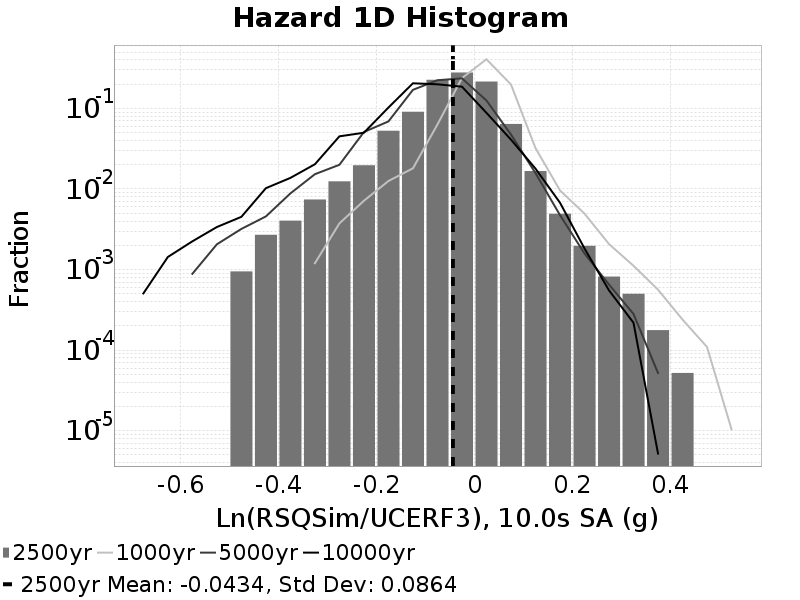 Hazard 1D Histogram
Fraction
10-1
10-2
10-3
10-4
10-5
-0.6 -0.4 -0.2 0 0.2 0.4
Ln(RSQSim/UCERF3), 10.0s SA (g)
2500yr 1000yr 5000yr 10000yr
2500yr Mean: -0.0434, Std Dev: 0.0864